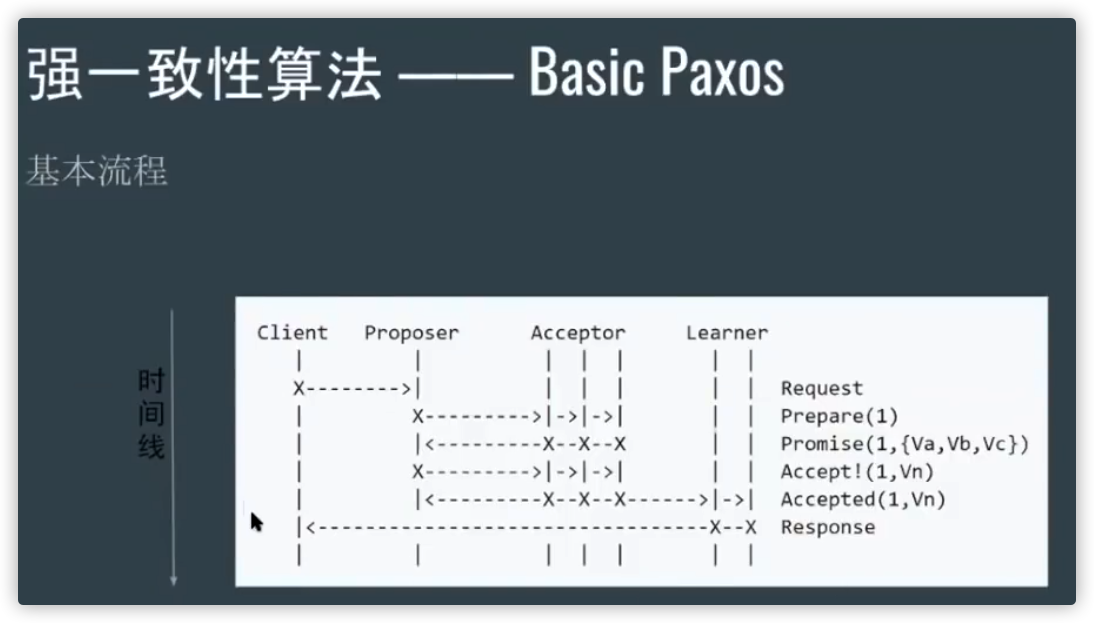 强一致性算法 —— Basic Paxos
基本流程
时间线
Client Proposer Acceptor Learner
| | | | | | |
X-------->| | | | | | Request
| X--------->|->|->| | | Prepare(1)
| |<---------X--X--X | | Promise(1,{Va,Vb,Vc})
| X--------->|->|->| | | Accept!(1,Vn)
| |<---------X--X--X------>|->| Accepted(1,Vn)
|<---------------------------------X--X Response
| | | | | | |